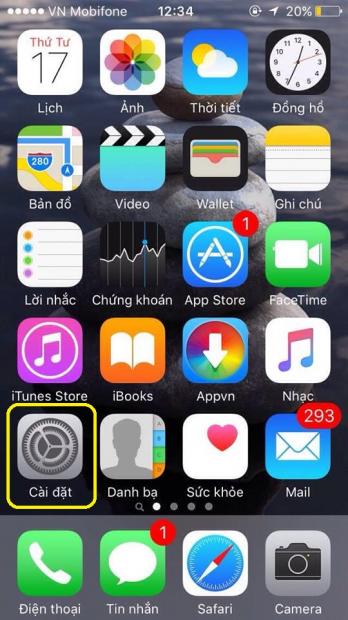 VN Mobifone 12:34 20%
Thứ Tư
17
280
1
293
Lịch Ảnh Thời tiết Đồng hồ
Bản đồ Video Wallet Ghi chú
Lời nhắc Chứng khoán App Store FaceTime
iTunes Store iBooks Appvn Nhạc
Cài đặt Danh bạ Sức khỏe Mail
1
Điện thoại Tin nhắn Safari Camera